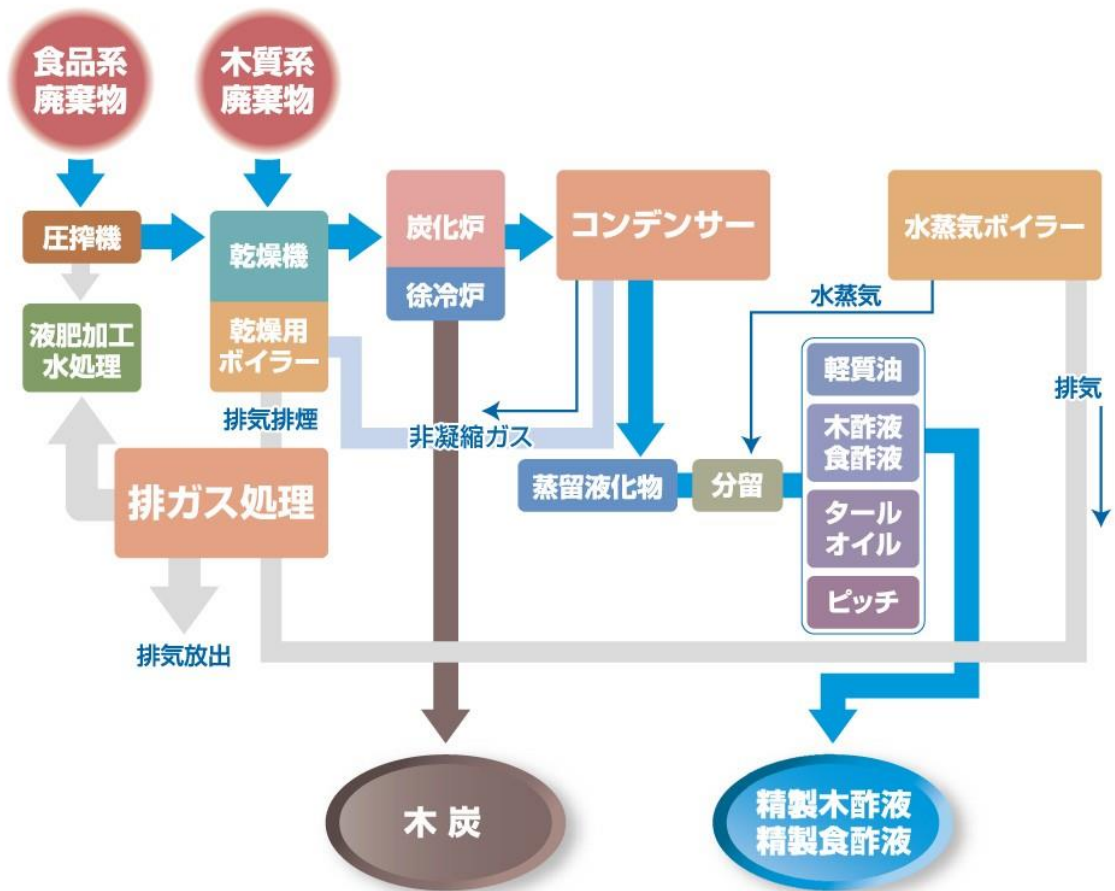 食品系
廃棄物
木質系
廃棄物
圧搾機
乾燥機
炭化炉
コンデンサー
水蒸気ボイラー
徐冷炉
水蒸気
液肥加工
水処理
乾燥用
ボイラー
軽質油
排気
排気排煙
非凝縮ガス
木酢液
食酢液
蒸留液化物
分留
排ガス処理
タール
オイル
ピッチ
排気放出
木炭
精製木酢液
精製食酢液